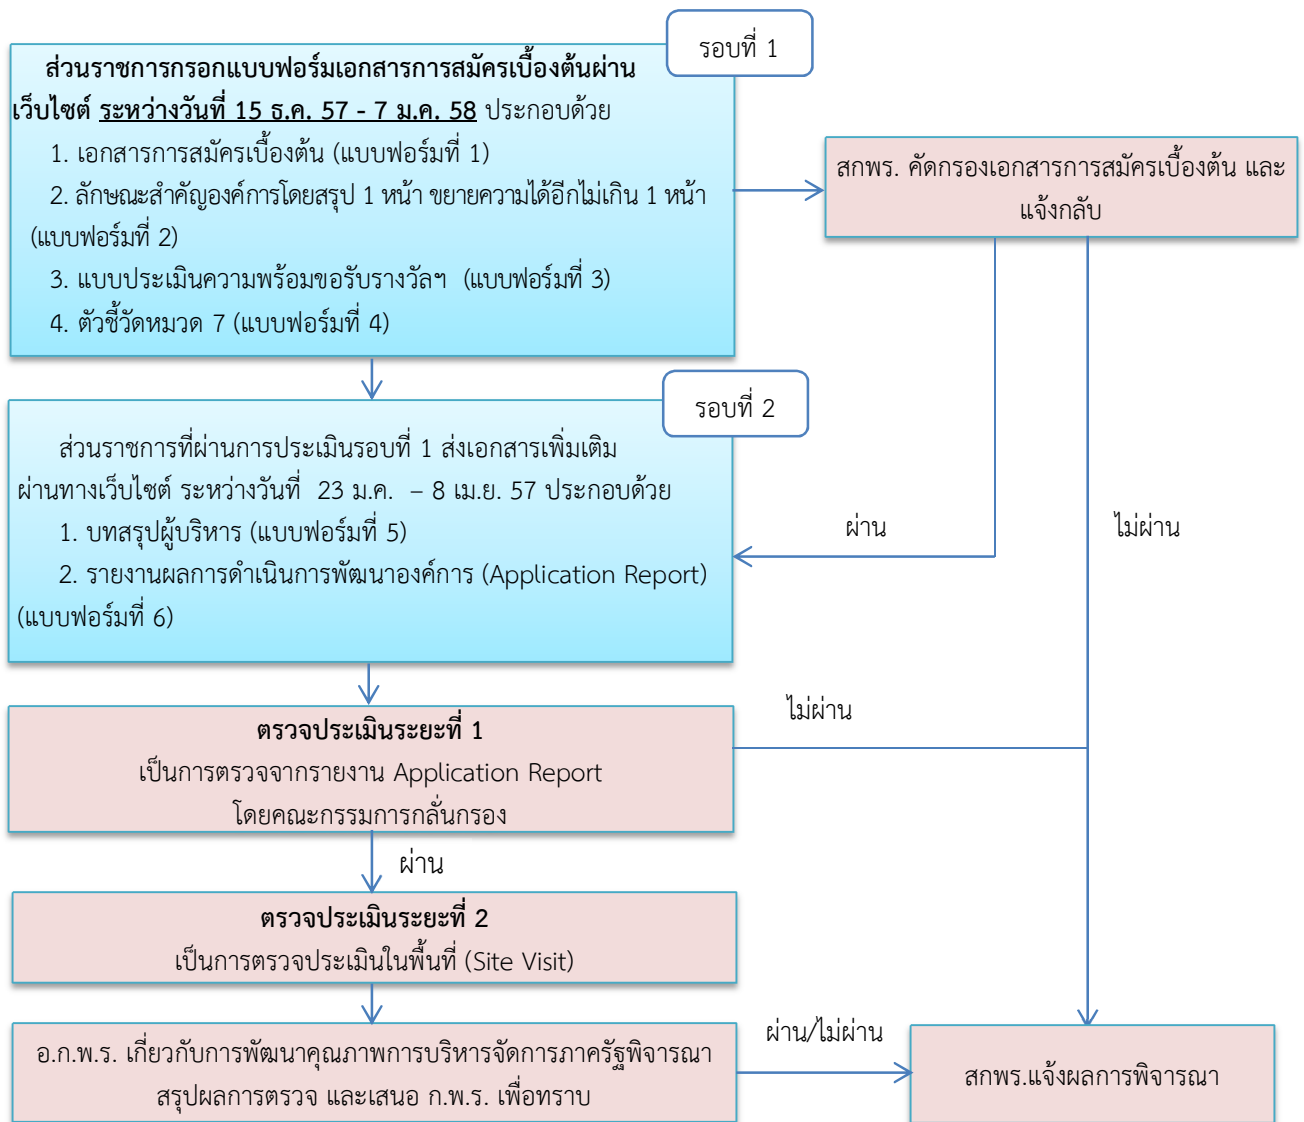 รอบที่ 1
ส่วนราชการกรอกแบบฟอร์มเอกสารการสมัครเบื้องต้นผ่าน
เว็บไซต์ ระหว่างวันที่ 15 ธ.ค. 57 - 7 ม.ค. 58 ประกอบด้วย
1. เอกสารการสมัครเบื้องต้น (แบบฟอร์มที่ 1)
2. ลักษณะสำคัญองค์การโดยสรุป 1 หน้า ขยายความได้อีกไม่เกิน 1 หน้า
(แบบฟอร์มที่ 2)
3. แบบประเมินความพร้อมขอรับรางวัลฯ (แบบฟอร์มที่ 3)
4. ตัวชี้วัดหมวด 7 (แบบฟอร์มที่ 4)
สกพร. คัดกรองเอกสารการสมัครเบื้องต้น และ
แจ้งกลับ
รอบที่ 2
ส่วนราชการที่ผ่านการประเมินรอบที่ 1 ส่งเอกสารเพิ่มเติม
ผ่านทางเว็บไซต์ ระหว่างวันที่ 23 ม.ค. – 8 เม.ย. 57 ประกอบด้วย
1. บทสรุปผู้บริหาร (แบบฟอร์มที่ 5)
2. รายงานผลการดำเนินการพัฒนาองค์การ (Application Report)
(แบบฟอร์มที่ 6)
ผ่าน
ไม่ผ่าน
ตรวจประเมินระยะที่ 1
เป็นการตรวจจากรายงาน Application Report
โดยคณะกรรมการกลั่นกรอง
ไม่ผ่าน
ผ่าน
ตรวจประเมินระยะที่ 2
เป็นการตรวจประเมินในพื้นที่ (Site Visit)
อ.ก.พ.ร. เกี่ยวกับการพัฒนาคุณภาพการบริหารจัดการภาครัฐพิจารณา
สรุปผลการตรวจ และเสนอ ก.พ.ร. เพื่อทราบ
ผ่าน/ไม่ผ่าน
สกพร.แจ้งผลการพิจารณา